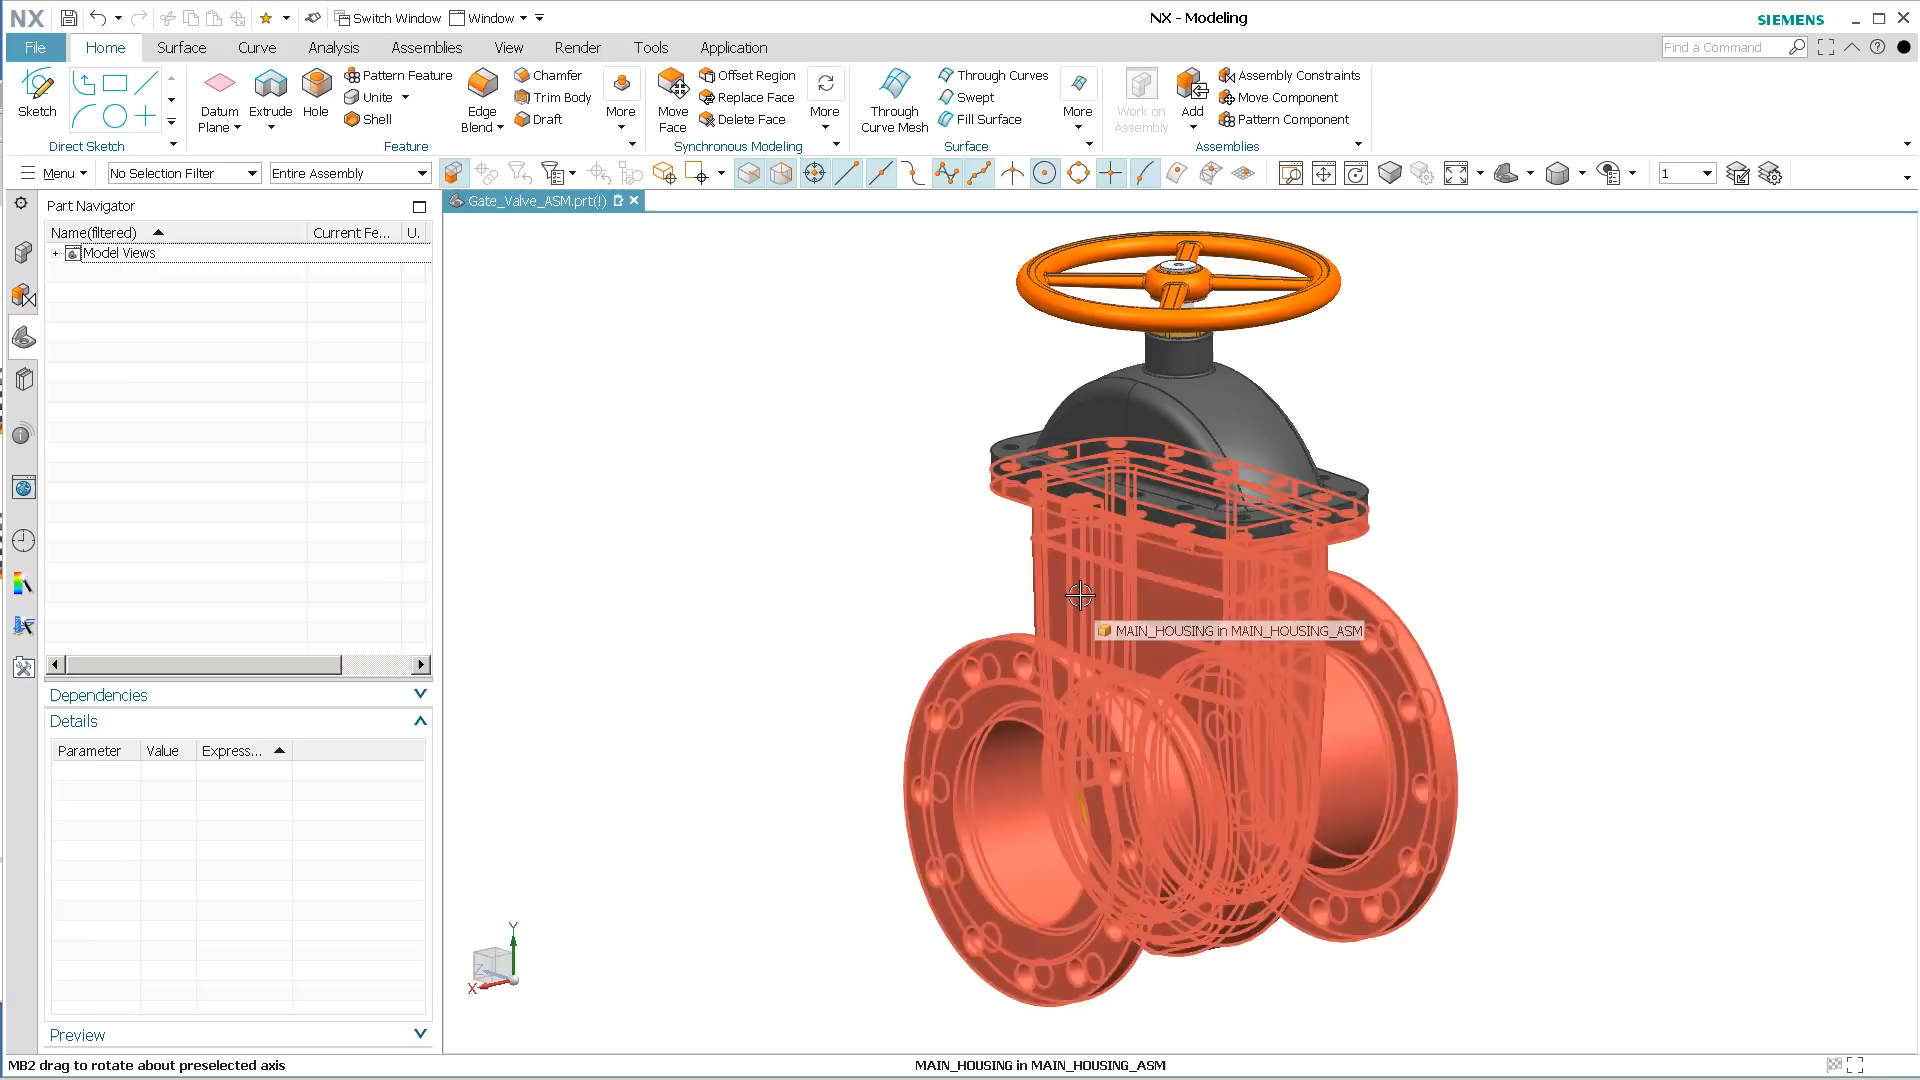 NX
Switch Window
Window
NX - Modeling
SIEMENS
File
Home
Surface
Curve
Analysis
Assemblies
View
Render
Tools
Application
Find a Command
Sketch
Direct Sketch
Datum Plane
Extrude
Hole
Pattern Feature
Unite
Shell
Edge Blend
Chamfer
Trim Body
Draft
More
Feature
Move Face
Offset Region
Replace Face
Delete Face
More
Synchronous Modeling
Through Curve Mesh
Through Curves
Swept
Fill Surface
More
Surface
Work on Assembly
Add
Assembly Constraints
Move Component
Pattern Component
Assemblies
Menu
No Selection Filter
Entire Assembly
1
Part Navigator
Gate_Valve_ASM.prt(!)
Name(filtered)
Current Fe...
U.
Model Views
MAIN_HOUSING in MAIN_HOUSING_ASM
Dependencies
Details
Parameter
Value
Express...
Y
Z
X
Preview
MB2 drag to rotate about preselected axis
MAIN_HOUSING in MAIN_HOUSING_ASM